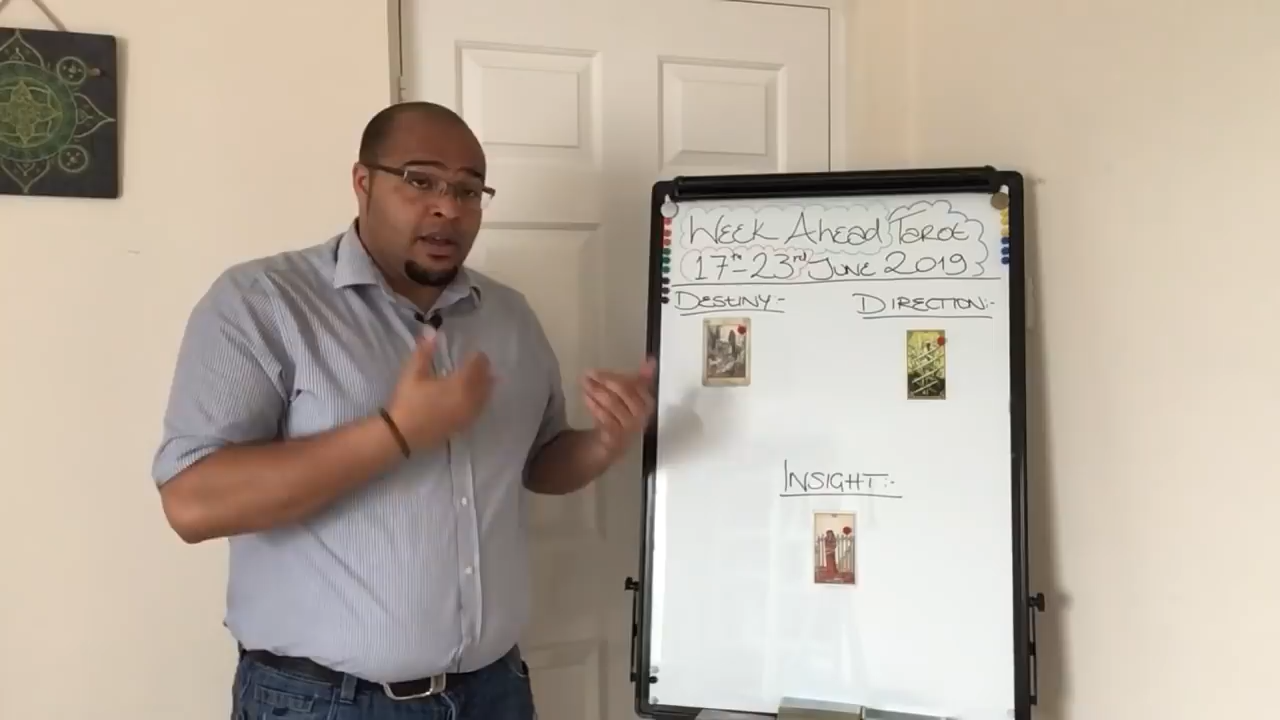 Week Ahead Tarot
17th-23rd June 2019
Destiny:-
Direction:-
Insight:-